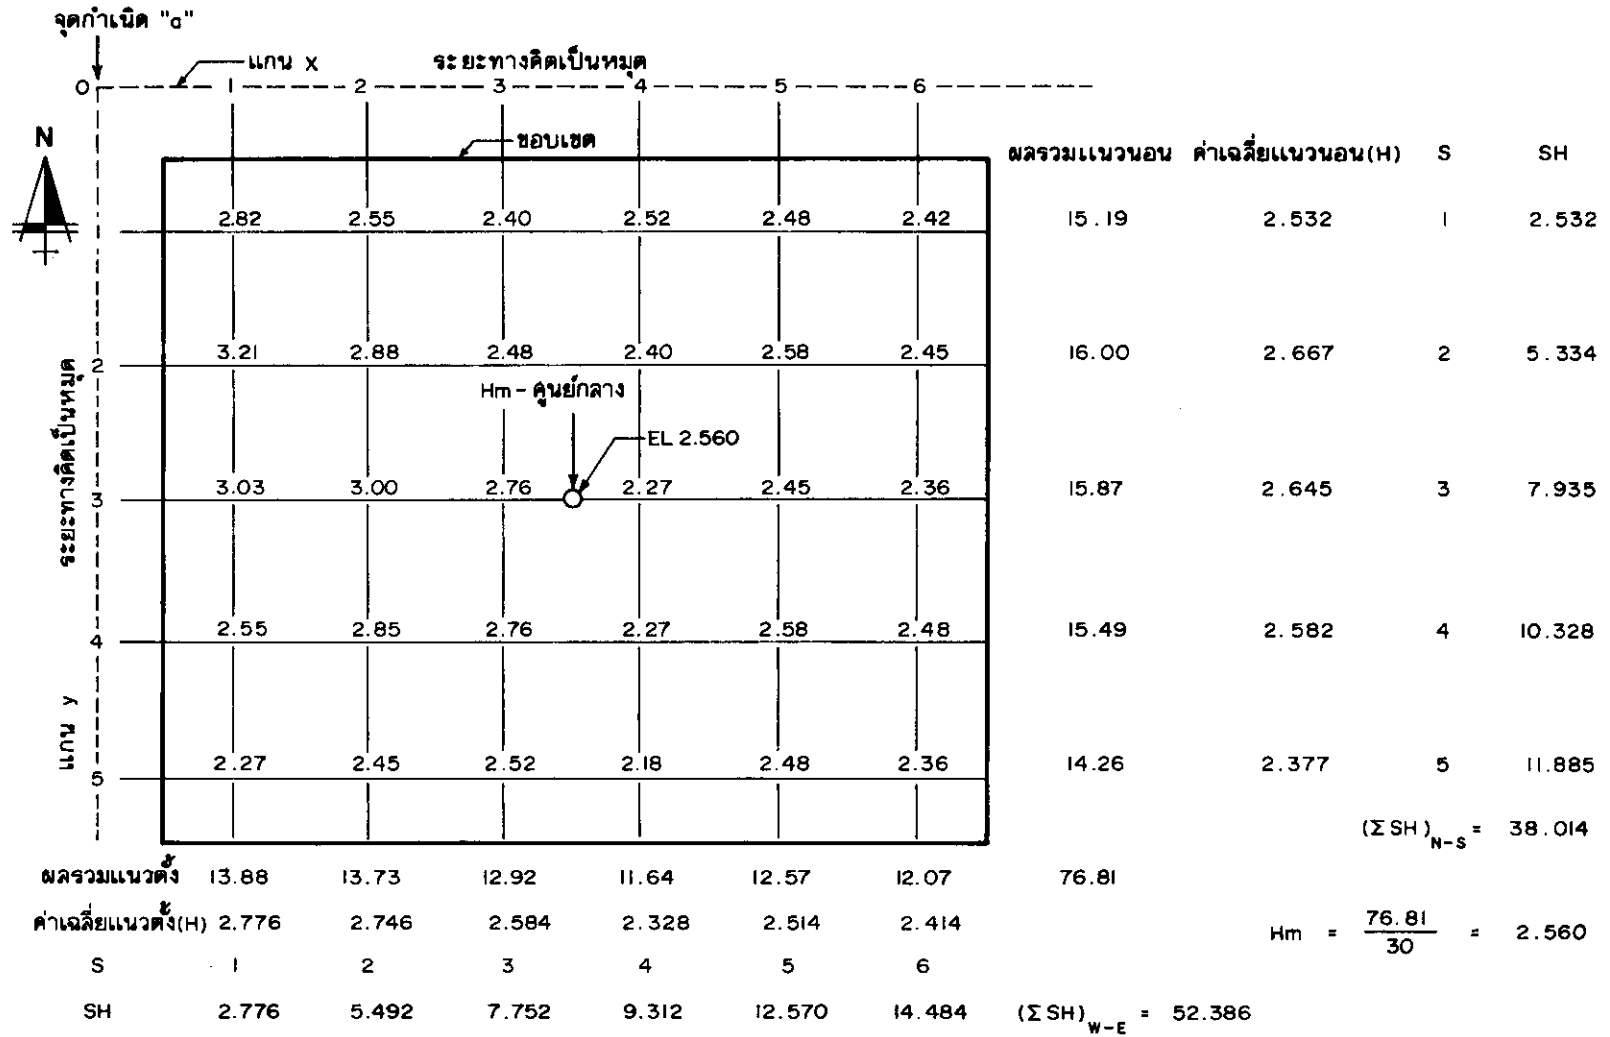 จุดกำเนิด "a"
แกน x ระยะทางคิดเป็นหมุด
0 1 2 3 4 5 6
N
ขอบเขต
ผลรวมแนวนอน ค่าเฉลี่ยแนวนอน(H) S SH
2.82 2.55 2.40 2.52 2.48 2.42 15.19 2.532 1 2.532
1
3.21 2.88 2.48 2.40 2.58 2.45 16.00 2.667 2 5.334
2
Hm - ศูนย์กลาง
EL 2.560
ระยะทางคิดเป็นหมุด
3.03 3.00 2.76 2.27 2.45 2.36 15.87 2.645 3 7.935
3
2.55 2.85 2.76 2.27 2.58 2.48 15.49 2.582 4 10.328
4
แกน y
2.27 2.45 2.52 2.18 2.48 2.36 14.26 2.377 5 11.885
5
(Σ SH)N-S = 38.014
ผลรวมแนวตั้ง 13.88 13.73 12.92 11.64 12.57 12.07 76.81
ค่าเฉลี่ยแนวตั้ง(H) 2.776 2.746 2.584 2.328 2.514 2.414
Hm = 76.81 / 30 = 2.560
S 1 2 3 4 5 6
SH 2.776 5.492 7.752 9.312 12.570 14.484 (Σ SH)W-E = 52.386